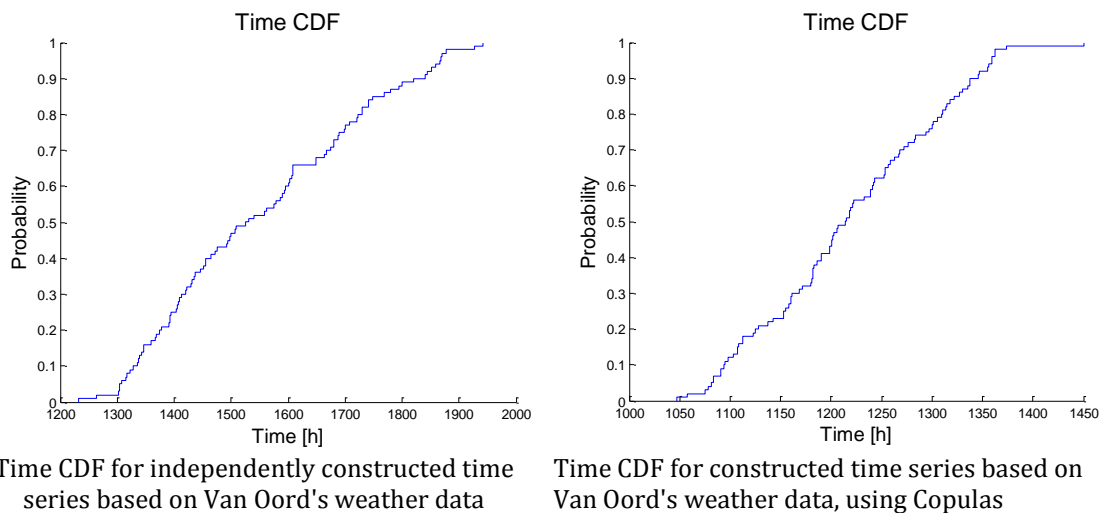 Time CDF
1
0.9
0.8
0.7
0.6
0.5
0.4
0.3
0.2
0.1
0
Probability
1200 1300 1400 1500 1600 1700 1800 1900 2000
Time [h]
Time CDF for independently constructed time
series based on Van Oord's weather data
Time CDF
1
0.9
0.8
0.7
0.6
0.5
0.4
0.3
0.2
0.1
0
Probability
1000 1050 1100 1150 1200 1250 1300 1350 1400 1450
Time [h]
Time CDF for constructed time series based on
Van Oord's weather data, using Copulas